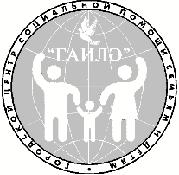 ГОРОДСКОЙ ЦЕНТР СОЦИАЛЬНОЙ ПОМОЩИ СЕМЬЕ И ДЕТЯМ
"ГАИЛЭ"